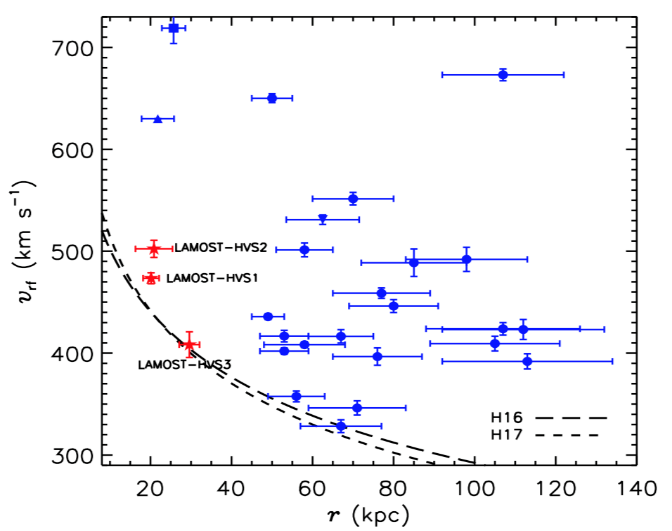 700
600
500
400
300
v_rf (km s⁻¹)
LAMOST-HVS2
LAMOST-HVS1
LAMOST-HVS3
H16
H17
20 40 60 80 100 120 140
r (kpc)